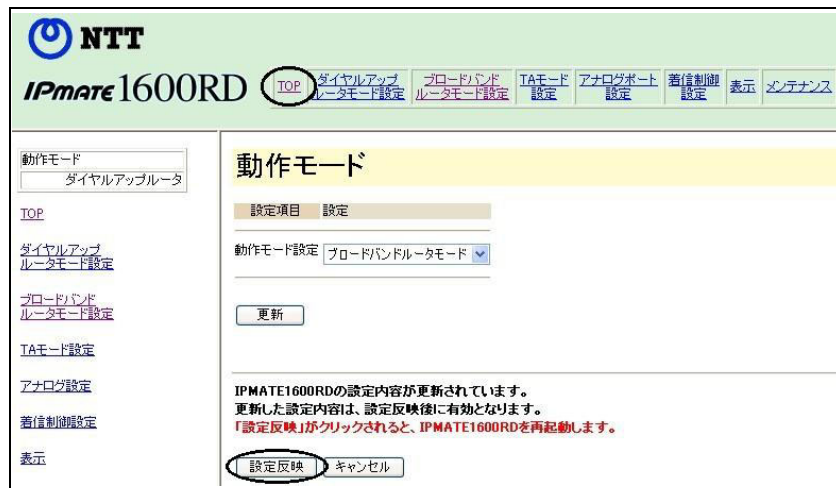 NTT
IPMATE1600RD
TOP
ダイヤルアップ
ルータモード設定
ブロードバンド
ルータモード設定
TAモード
設定
アナログポート
設定
着信制御
設定
表示
メンテナンス
動作モード
ダイヤルアップルータ
TOP
ダイヤルアップ
ルータモード設定
ブロードバンド
ルータモード設定
TAモード設定
アナログ設定
着信制御設定
表示
動作モード
設定項目 設定
動作モード設定 ブロードバンドルータモード
更新
IPMATE1600RDの設定内容が更新されています。
更新した設定内容は、設定反映後に有効となります。
「設定反映」がクリックされると、IPMATE1600RDを再起動します。
設定反映 キャンセル